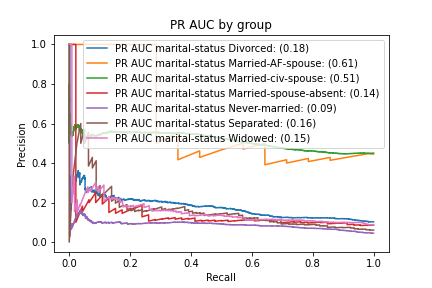 PR AUC by group
PR AUC marital-status Divorced: (0.18)
PR AUC marital-status Married-AF-spouse: (0.61)
PR AUC marital-status Married-civ-spouse: (0.51)
PR AUC marital-status Married-spouse-absent: (0.14)
PR AUC marital-status Never-married: (0.09)
PR AUC marital-status Separated: (0.16)
PR AUC marital-status Widowed: (0.15)
Precision
1.0
0.8
0.6
0.4
0.2
0.0
0.0 0.2 0.4 0.6 0.8 1.0
Recall